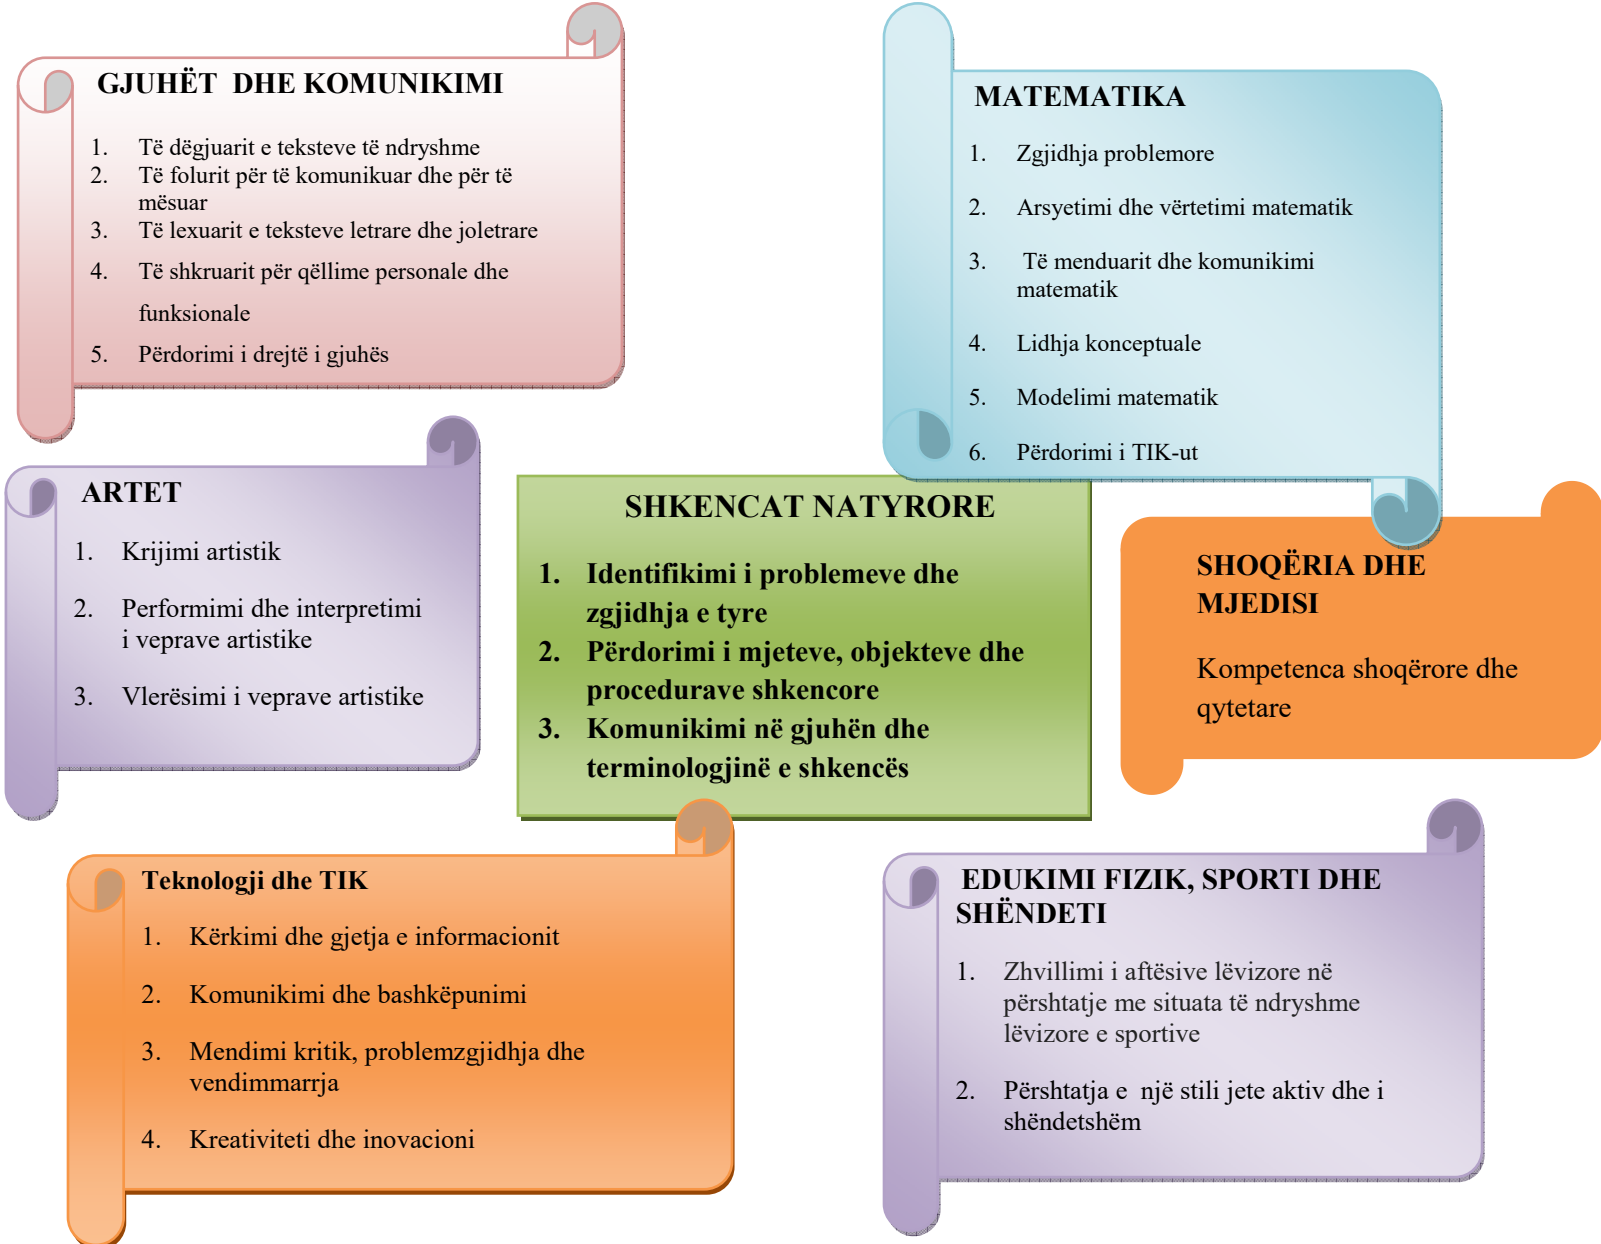 GJUHËT DHE KOMUNIKIMI
1. Të dëgjuarit e teksteve të ndryshme
2. Të folurit për të komunikuar dhe për të
mësuar
3. Të lexuarit e teksteve letrare dhe joletrare
4. Të shkruarit për qëllime personale dhe
funksionale
5. Përdorimi i drejtë i gjuhës
MATEMATIKA
1. Zgjidhja problemore
2. Arsyetimi dhe vërtetimi matematik
3. Të menduarit dhe komunikimi
matematik
4. Lidhja konceptuale
5. Modelimi matematik
6. Përdorimi i TIK-ut
ARTET
1. Krijimi artistik
2. Performimi dhe interpretimi
i veprave artistike
3. Vlerësimi i veprave artistike
SHKENCAT NATYRORE
1. Identifikimi i problemeve dhe
zgjidhja e tyre
2. Përdorimi i mjeteve, objekteve dhe
procedurave shkencore
3. Komunikimi në gjuhën dhe
terminologjinë e shkencës
SHOQËRIA DHE
MJEDISI
Kompetenca shoqërore dhe
qytetare
Teknologji dhe TIK
1. Kërkimi dhe gjetja e informacionit
2. Komunikimi dhe bashkëpunimi
3. Mendimi kritik, problemzgjidhja dhe
vendimmarrja
4. Kreativiteti dhe inovacioni
EDUKIMI FIZIK, SPORTI DHE
SHËNDETI
1. Zhvillimi i aftësive lëvizore në
përshtatje me situata të ndryshme
lëvizore e sportive
2. Përshtatja e një stili jete aktiv dhe i
shëndetshëm